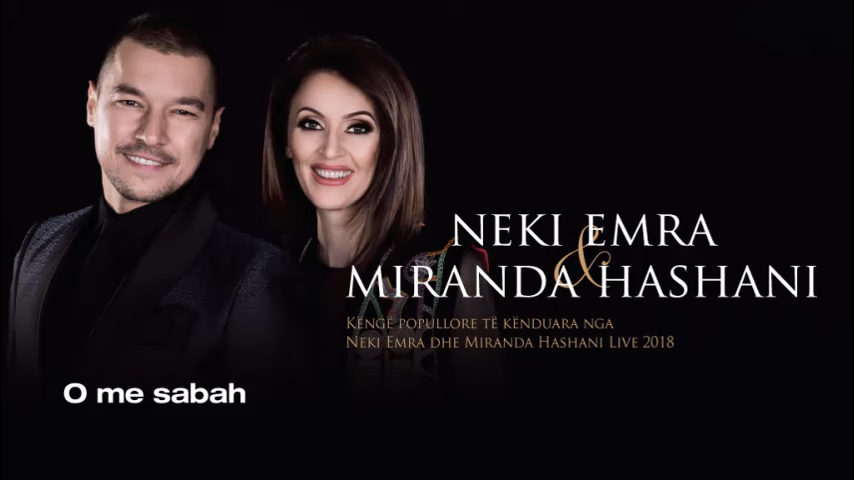 NEKI EMRA
&
MIRANDA HASHANI
KËNGË POPULLORE TË KËNDUARA NGA
NEKI EMRA DHE MIRANDA HASHANI LIVE 2018
O me sabah